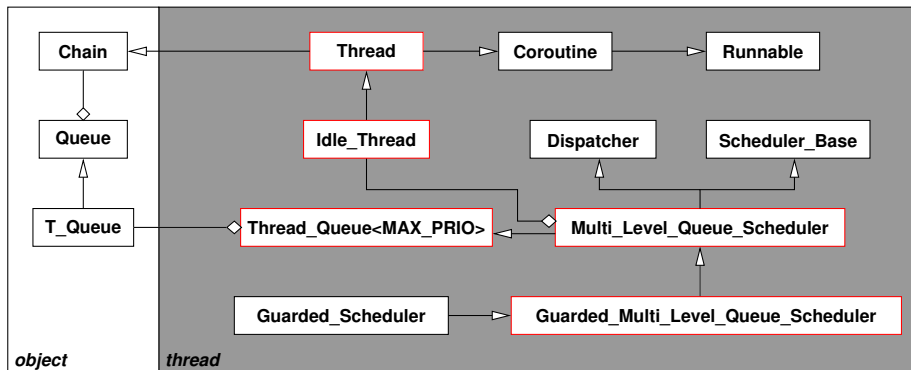 Chain
Thread
Coroutine
Runnable
Queue
Idle_Thread
Dispatcher
Scheduler_Base
T_Queue
Thread_Queue<MAX_PRIO>
Multi_Level_Queue_Scheduler
Guarded_Scheduler
Guarded_Multi_Level_Queue_Scheduler
object
thread